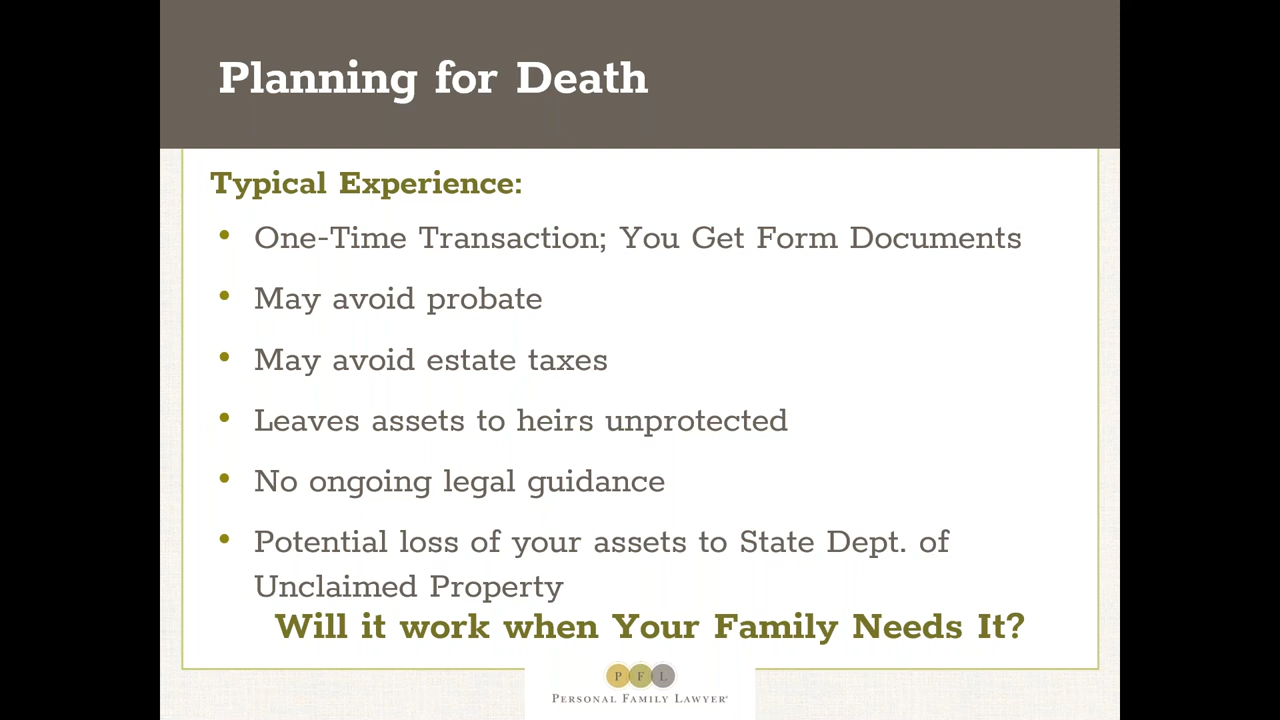 Planning for Death
Typical Experience:
• One-Time Transaction; You Get Form Documents
• May avoid probate
• May avoid estate taxes
• Leaves assets to heirs unprotected
• No ongoing legal guidance
• Potential loss of your assets to State Dept. of
Unclaimed Property
Will it work when Your Family Needs It?
P F L
Personal Family Lawyer®